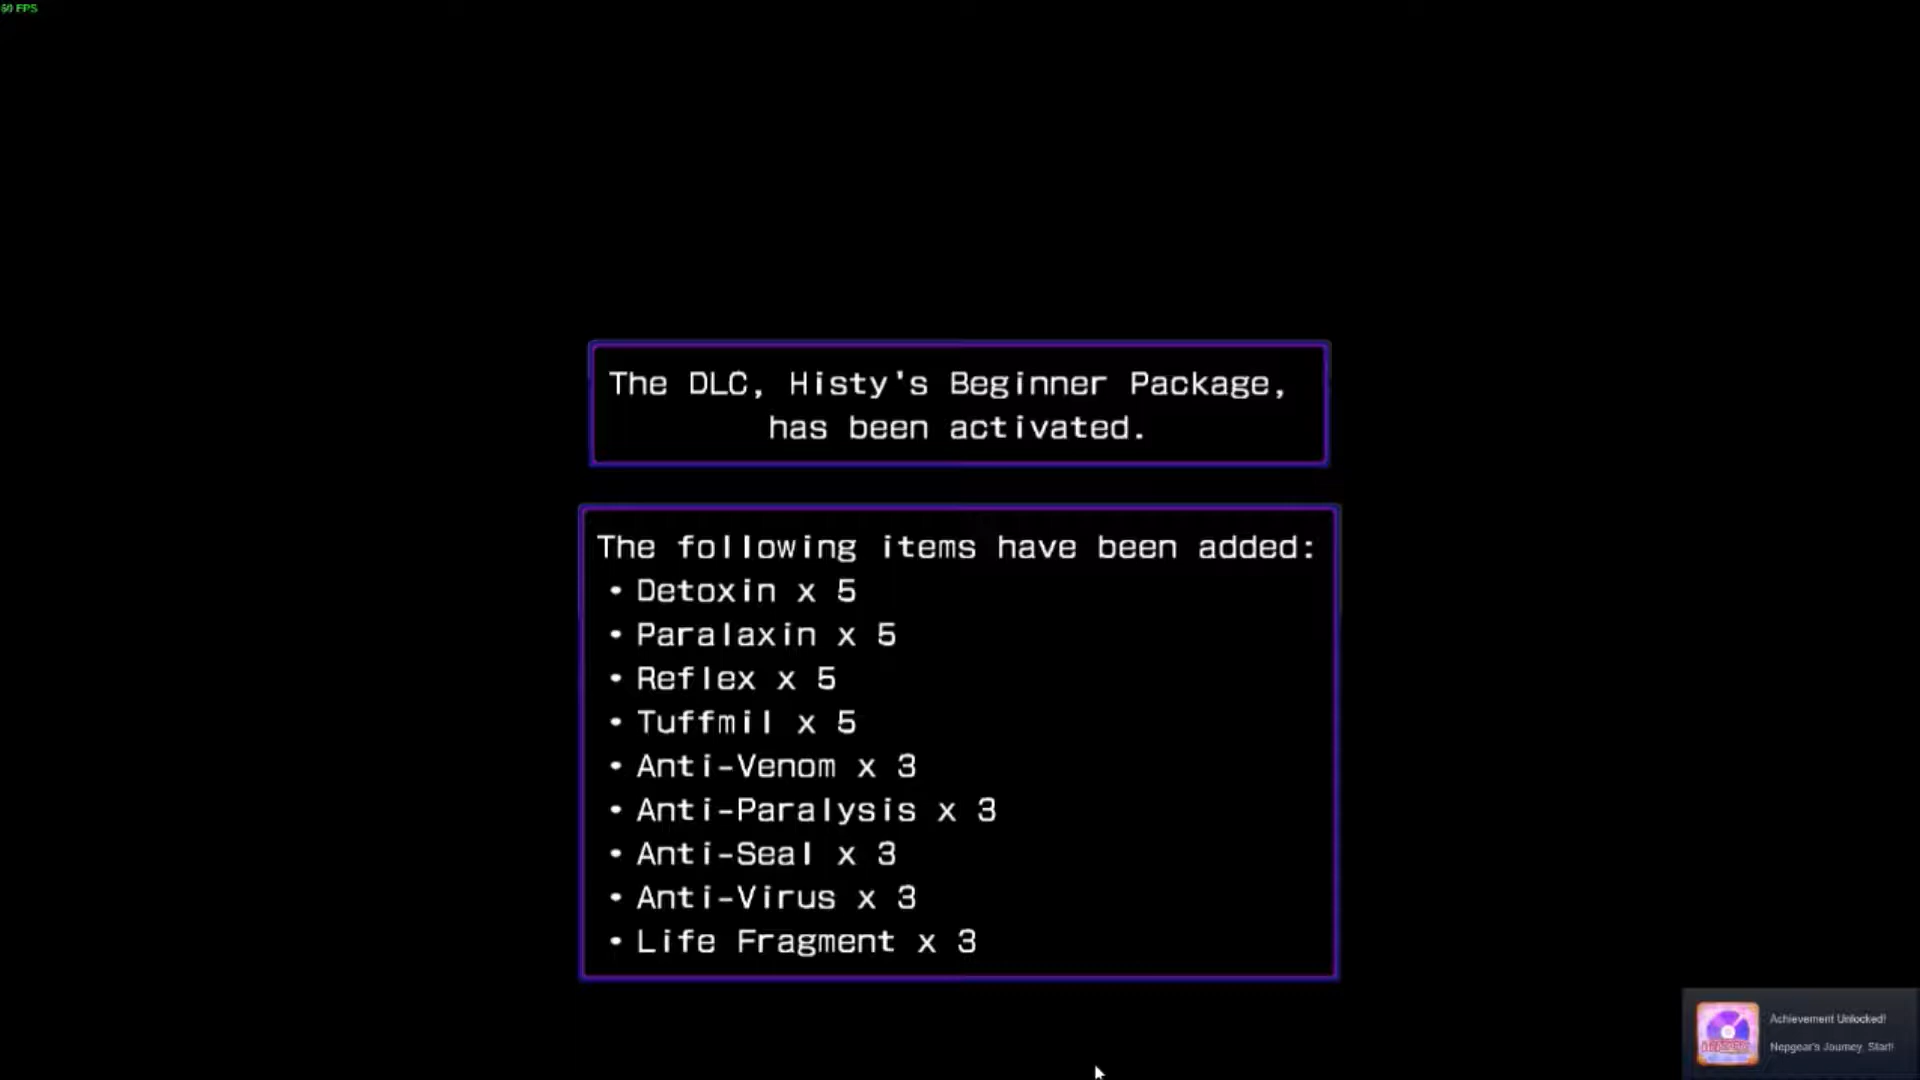 60 FPS
The DLC, Histy's Beginner Package,
has been activated.
The following items have been added:
• Detoxin x 5
• Paralaxin x 5
• Reflex x 5
• Tuffmil x 5
• Anti-Venom x 3
• Anti-Paralysis x 3
• Anti-Seal x 3
• Anti-Virus x 3
• Life Fragment x 3
Achievement Unlocked!
Nepgear's Journey, Start!